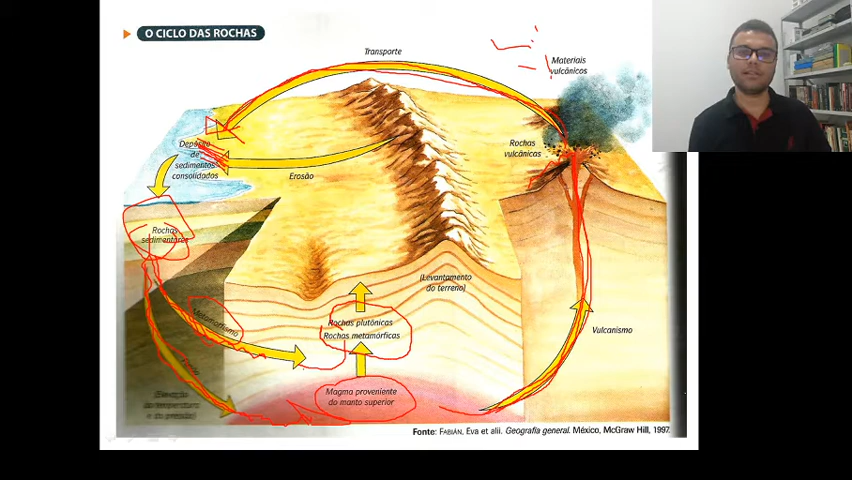 O CICLO DAS ROCHAS
Transporte
Materiais
vulcânicos
Rochas
vulcânicas
Depósito
de
sedimentos
consolidados
Erosão
Rochas
sedimentares
(Levantamento
do terreno)
Metamorfismo
Rochas plutônicas
Rochas metamórficas
Vulcanismo
Fusão
Magma proveniente
do manto superior
(Elevação
da temperatura
e da pressão)
Fonte: FABIÁN, Eva et alii. Geografia general. México, McGraw Hill, 1997.